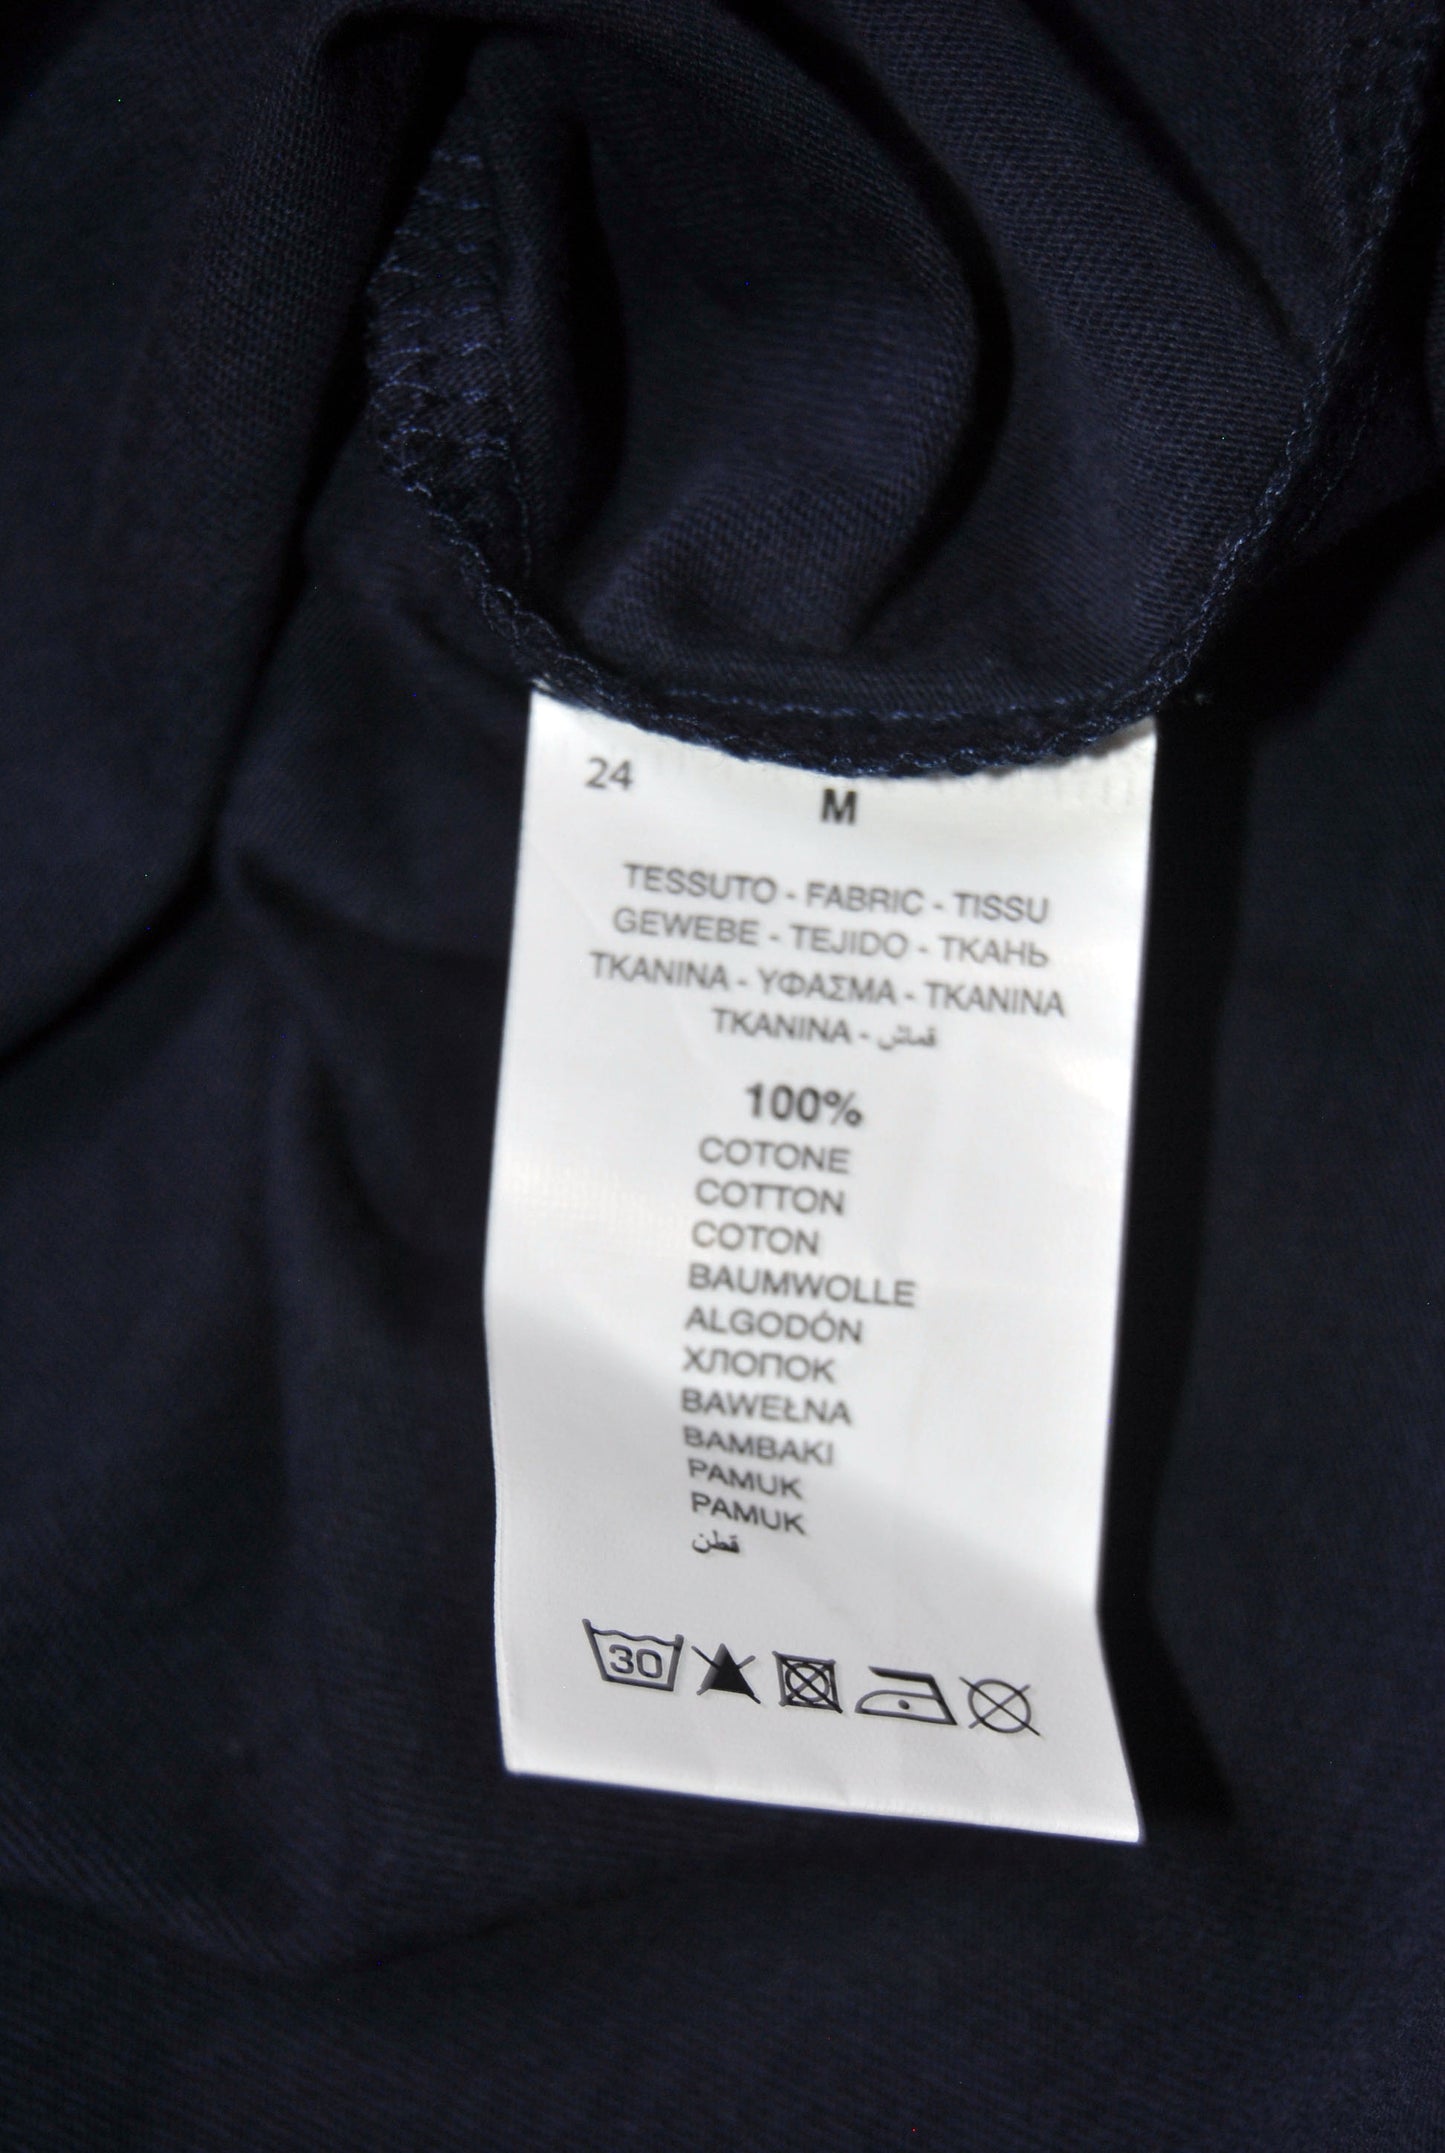 24
M
TESSUTO - FABRIC - TISSU
GEWEBE - TEJIDO - ТКАНЬ
TKANINA - ΥΦΑΣΜΑ - TKANINA
TKANINA - قماش
100%
COTONE
COTTON
COTON
BAUMWOLLE
ALGODÓN
ХЛОПОК
BAWEŁNA
BAMBAKI
PAMUK
PAMUK
قطن
30